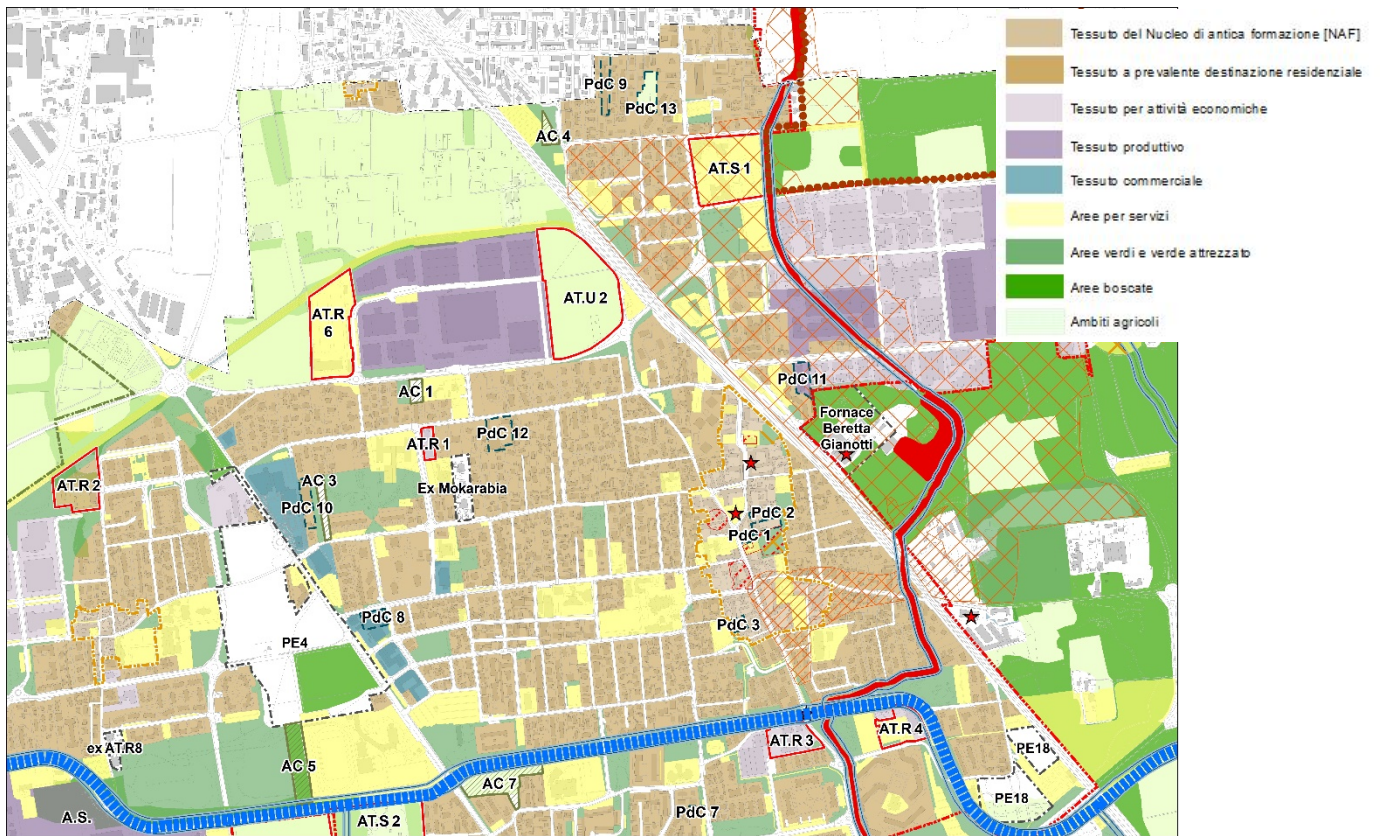 Tessuto del Nucleo di antica formazione [NAF]
Tessuto a prevalente destinazione residenziale
Tessuto per attività economiche
Tessuto produttivo
Tessuto commerciale
Aree per servizi
Aree verdi e verde attrezzato
Aree boscate
Ambiti agricoli
PdC 9
PdC 13
AC 4
AT.S 1
AT.R
6
AT.U 2
AC 1
PdC 11
Fornace
Beretta
Gianotti
AT.R 1
PdC 12
AT.R 2
AC 3
Ex Mokarabia
PdC 10
PdC 2
PdC 1
PdC 8
PdC 3
PE4
ex AT.R8
AT.R 3
AT.R 4
PE18
AC 5
AC 7
PE18
A.S.
AT.S 2
PdC 7